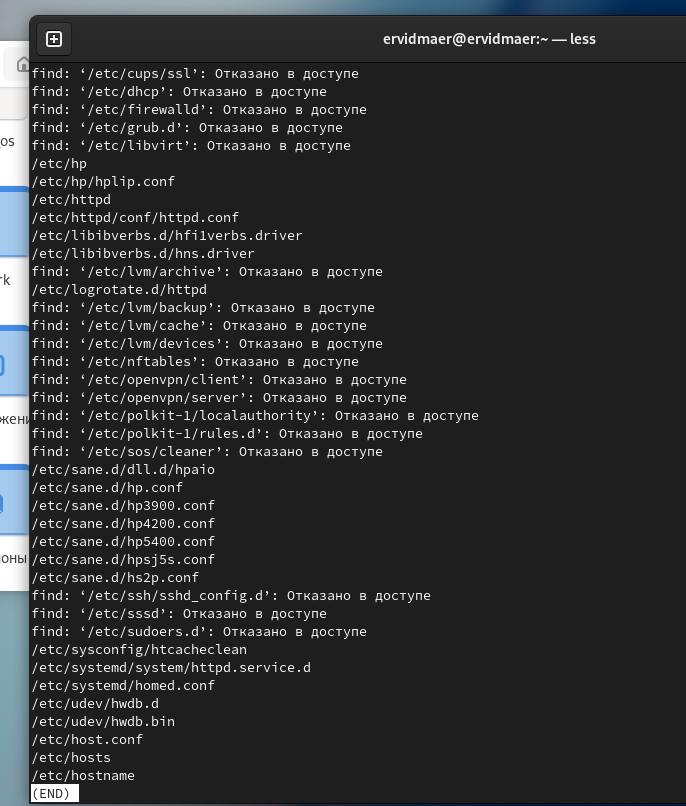 ervidmaer@ervidmaer:~ — less
os
rk
жени
оны
find: ‘/etc/cups/ssl’: Отказано в доступе
find: ‘/etc/dhcp’: Отказано в доступе
find: ‘/etc/firewalld’: Отказано в доступе
find: ‘/etc/grub.d’: Отказано в доступе
find: ‘/etc/libvirt’: Отказано в доступе
/etc/hp
/etc/hp/hplip.conf
/etc/httpd
/etc/httpd/conf/httpd.conf
/etc/libibverbs.d/hfi1verbs.driver
/etc/libibverbs.d/hns.driver
find: ‘/etc/lvm/archive’: Отказано в доступе
/etc/logrotate.d/httpd
find: ‘/etc/lvm/backup’: Отказано в доступе
find: ‘/etc/lvm/cache’: Отказано в доступе
find: ‘/etc/lvm/devices’: Отказано в доступе
find: ‘/etc/nftables’: Отказано в доступе
find: ‘/etc/openvpn/client’: Отказано в доступе
find: ‘/etc/openvpn/server’: Отказано в доступе
find: ‘/etc/polkit-1/localauthority’: Отказано в доступе
find: ‘/etc/polkit-1/rules.d’: Отказано в доступе
find: ‘/etc/sos/cleaner’: Отказано в доступе
/etc/sane.d/dll.d/hpaio
/etc/sane.d/hp.conf
/etc/sane.d/hp3900.conf
/etc/sane.d/hp4200.conf
/etc/sane.d/hp5400.conf
/etc/sane.d/hpsj5s.conf
/etc/sane.d/hs2p.conf
find: ‘/etc/ssh/sshd_config.d’: Отказано в доступе
find: ‘/etc/sssd’: Отказано в доступе
find: ‘/etc/sudoers.d’: Отказано в доступе
/etc/sysconfig/htcacheclean
/etc/systemd/system/httpd.service.d
/etc/systemd/homed.conf
/etc/udev/hwdb.d
/etc/udev/hwdb.bin
/etc/host.conf
/etc/hosts
/etc/hostname
(END)